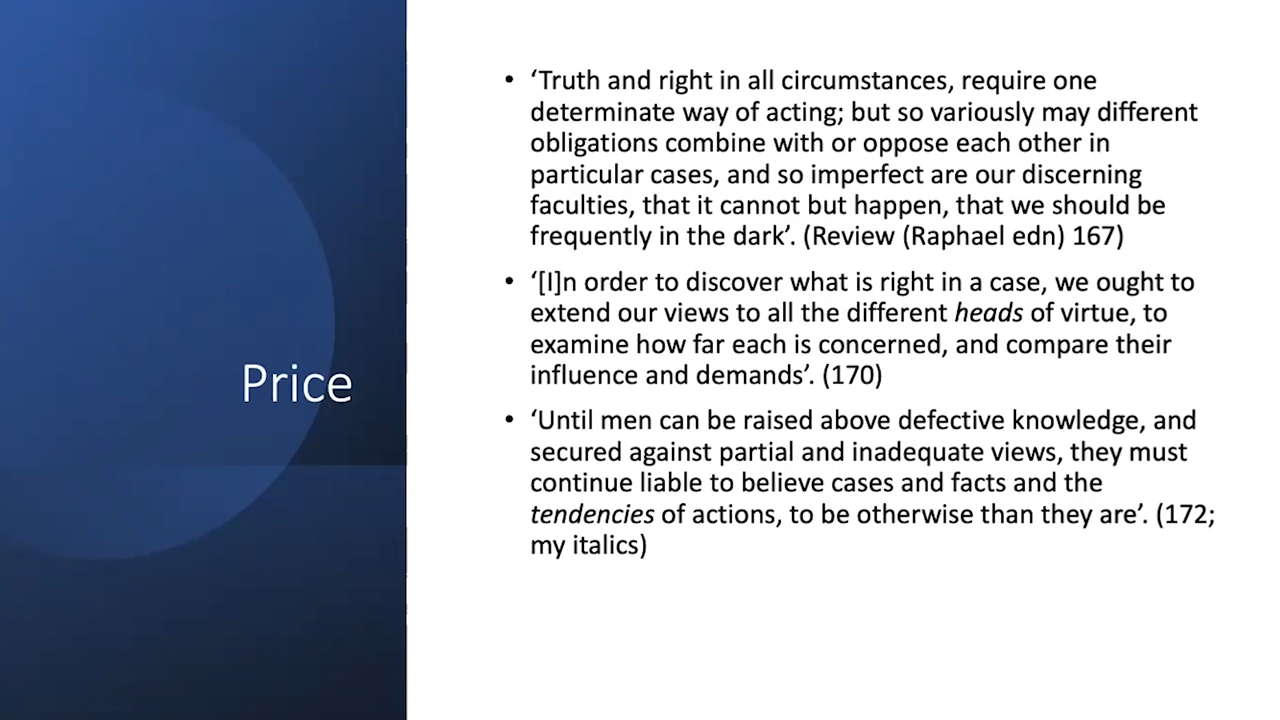 Price
• ‘Truth and right in all circumstances, require one
determinate way of acting; but so variously may different
obligations combine with or oppose each other in
particular cases, and so imperfect are our discerning
faculties, that it cannot but happen, that we should be
frequently in the dark’. (Review (Raphael edn) 167)
• ‘[I]n order to discover what is right in a case, we ought to
extend our views to all the different heads of virtue, to
examine how far each is concerned, and compare their
influence and demands’. (170)
• ‘Until men can be raised above defective knowledge, and
secured against partial and inadequate views, they must
continue liable to believe cases and facts and the
tendencies of actions, to be otherwise than they are’. (172;
my italics)